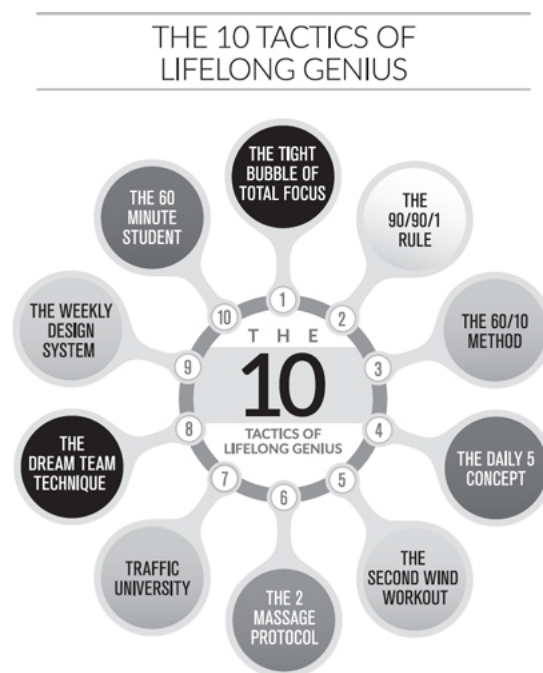 THE 10 TACTICS OF
LIFELONG GENIUS
THE TIGHT
BUBBLE OF
TOTAL FOCUS
THE
90/90/1
RULE
THE 60/10
METHOD
THE DAILY 5
CONCEPT
THE
SECOND WIND
WORKOUT
THE 2
MASSAGE
PROTOCOL
TRAFFIC
UNIVERSITY
THE
DREAM TEAM
TECHNIQUE
THE WEEKLY
DESIGN
SYSTEM
THE 60
MINUTE
STUDENT
1
2
3
4
5
6
7
8
9
10
THE
10
TACTICS OF
LIFELONG GENIUS